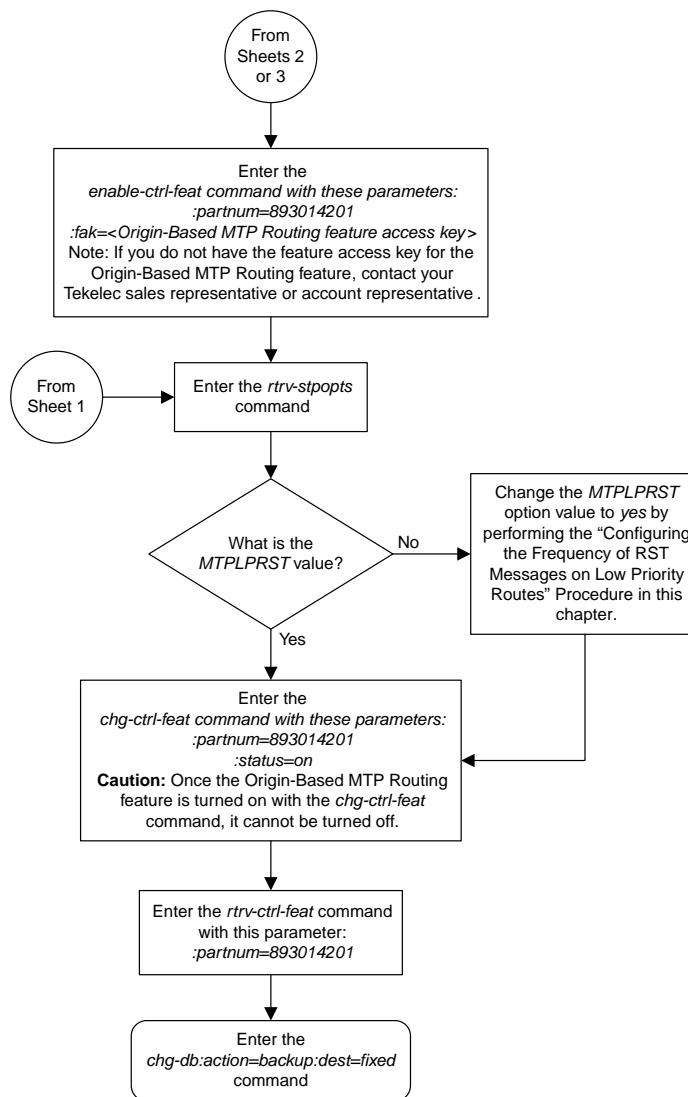 From
Sheets 2
or 3
Enter the
enable-ctrl-feat command with these parameters:
:partnum=893014201
:fak=<Origin-Based MTP Routing feature access key>
Note: If you do not have the feature access key for the
Origin-Based MTP Routing feature, contact your
Tekelec sales representative or account representative .
From
Sheet 1
Enter the rtrv-stpopts
command
What is the
MTPLPRST value?
No
Change the MTPLPRST
option value to yes by
performing the “Configuring
the Frequency of RST
Messages on Low Priority
Routes” Procedure in this
chapter.
Yes
Enter the
chg-ctrl-feat command with these parameters:
:partnum=893014201
:status=on
Caution: Once the Origin-Based MTP Routing
feature is turned on with the chg-ctrl-feat
command, it cannot be turned off.
Enter the rtrv-ctrl-feat command
with this parameter:
:partnum=893014201
Enter the
chg-db:action=backup:dest=fixed
command